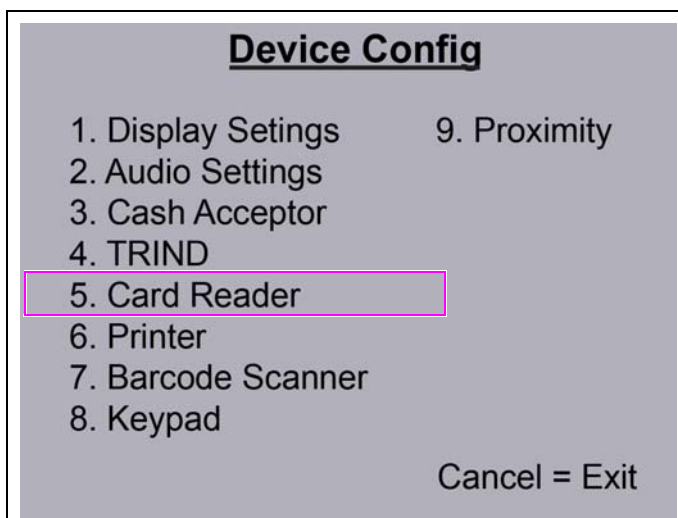 Device Config
1. Display Setings
2. Audio Settings
3. Cash Acceptor
4. TRIND
5. Card Reader
6. Printer
7. Barcode Scanner
8. Keypad
9. Proximity
Cancel = Exit